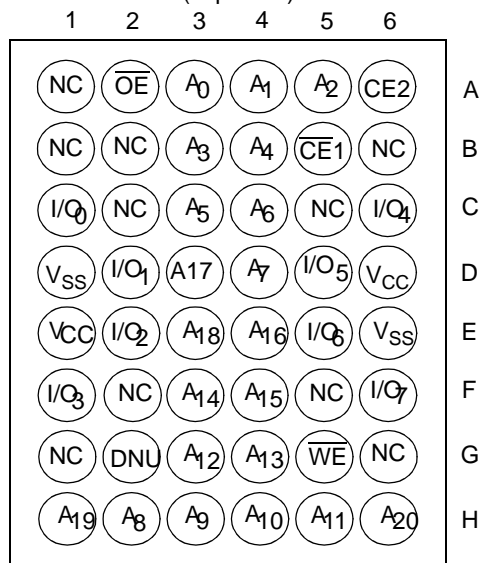 1 2 3 4 5 6
NC OE A0 A1 A2 CE2 A
NC NC A3 A4 CE1 NC B
I/O0 NC A5 A6 NC I/O4 C
VSS I/O1 A17 A7 I/O5 VCC D
VCC I/O2 A18 A16 I/O6 VSS E
I/O3 NC A14 A15 NC I/O7 F
NC DNU A12 A13 WE NC G
A19 A8 A9 A10 A11 A20 H